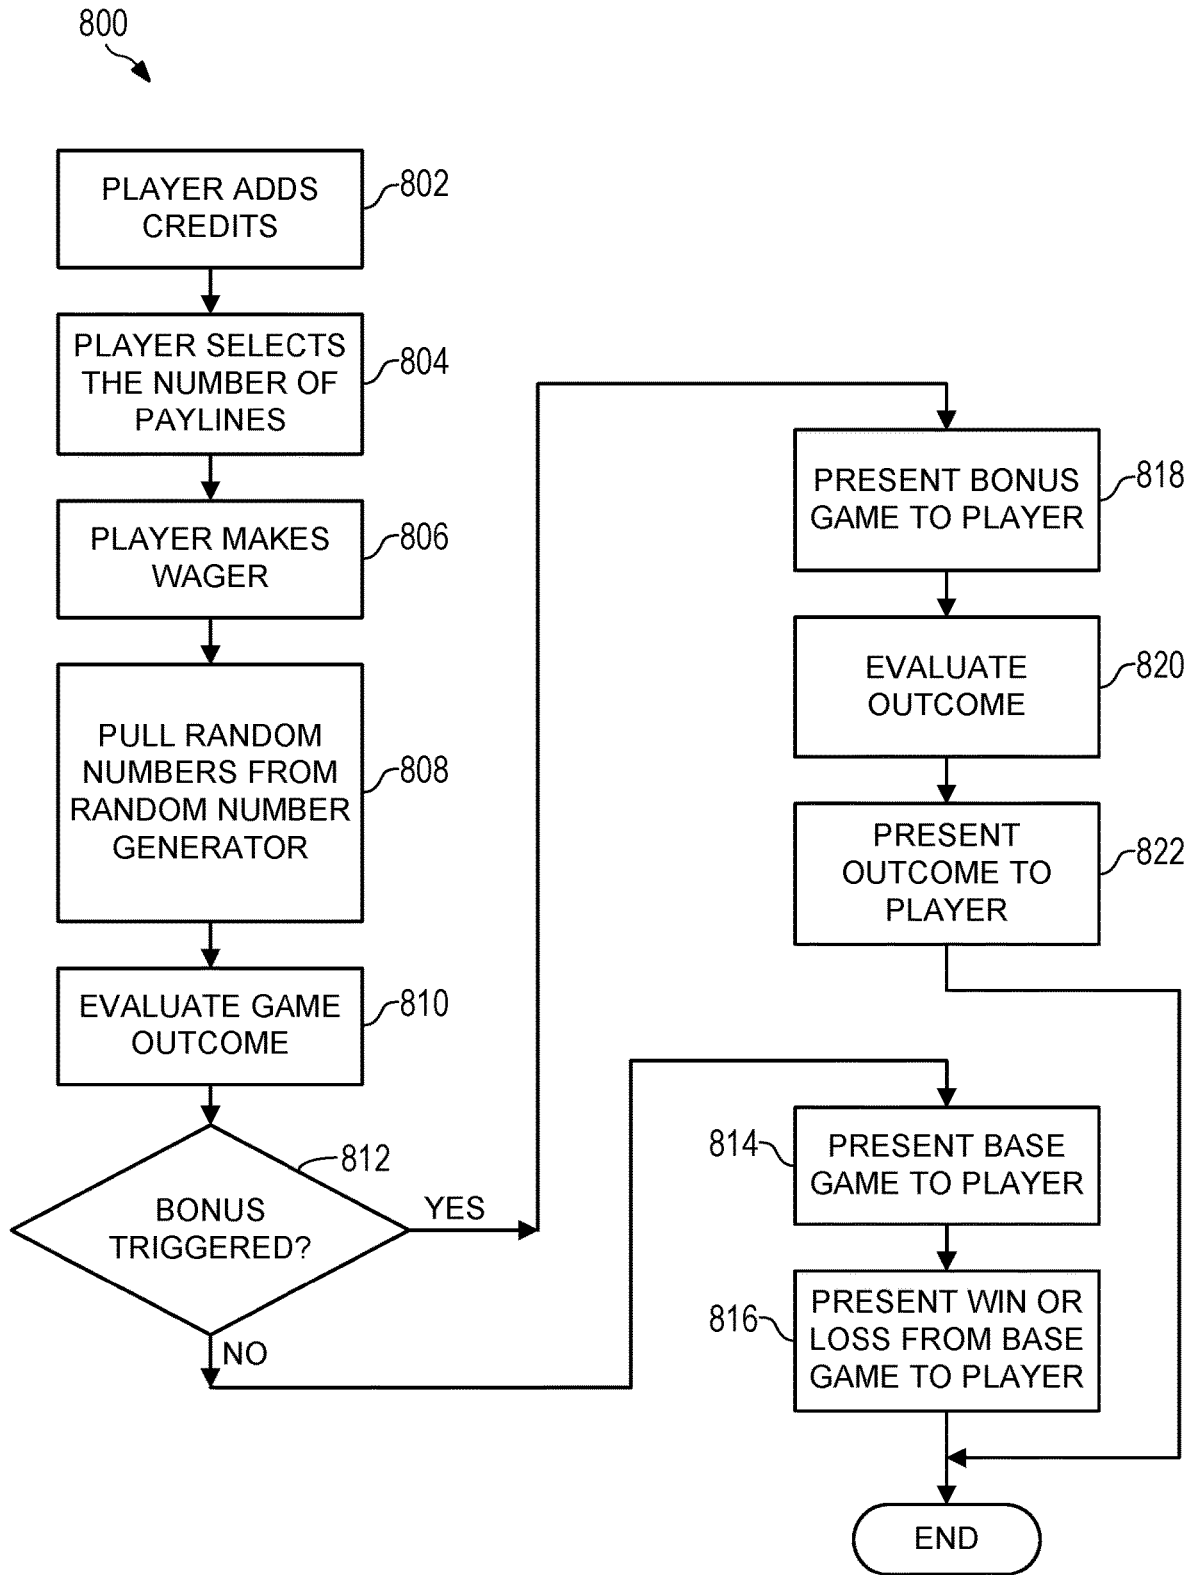 800
PLAYER ADDS
CREDITS
802
PLAYER SELECTS
THE NUMBER OF
PAYLINES
804
PLAYER MAKES
WAGER
806
PULL RANDOM
NUMBERS FROM
RANDOM NUMBER
GENERATOR
808
EVALUATE GAME
OUTCOME
810
BONUS
TRIGGERED?
812
YES
NO
PRESENT BONUS
GAME TO PLAYER
818
EVALUATE
OUTCOME
820
PRESENT
OUTCOME TO
PLAYER
822
814
PRESENT BASE
GAME TO PLAYER
816
PRESENT WIN OR
LOSS FROM BASE
GAME TO PLAYER
END